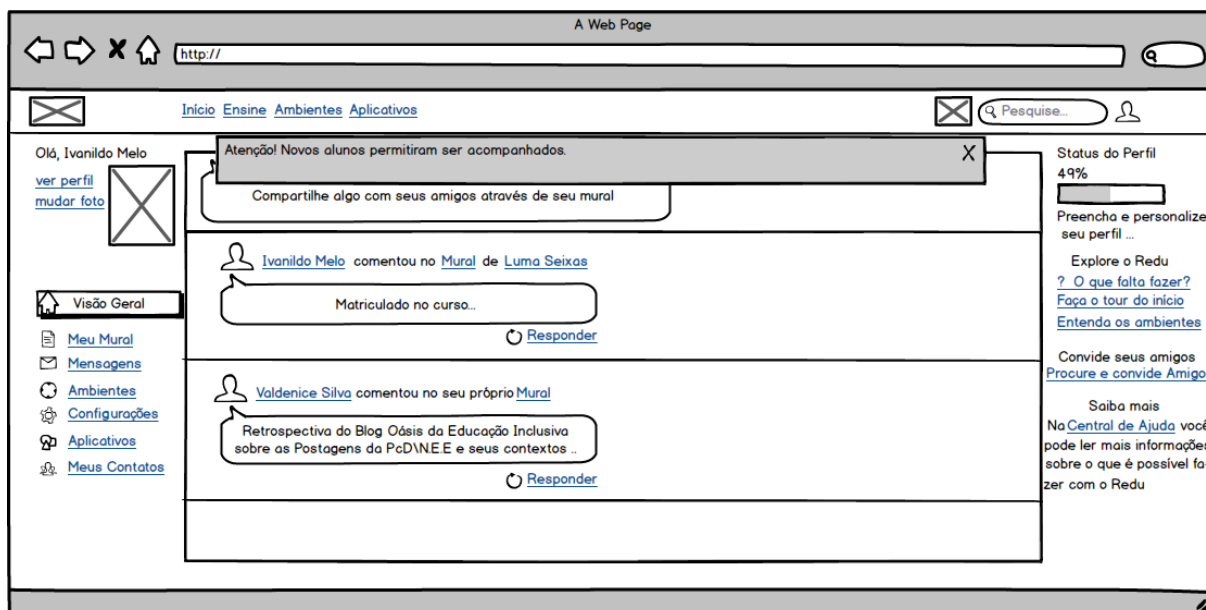 A Web Page
http://
Início Ensine Ambientes Aplicativos
Pesquise...
Olá, Ivanildo Melo
ver perfil
mudar foto
Visão Geral
Meu Mural
Mensagens
Ambientes
Configurações
Aplicativos
Meus Contatos
Atenção! Novos alunos permitiram ser acompanhados.
X
Compartilhe algo com seus amigos através de seu mural
Ivanildo Melo comentou no Mural de Luma Seixas
Matriculado no curso...
Responder
Valdenice Silva comentou no seu próprio Mural
Retrospectiva do Blog Oásis da Educação Inclusiva
sobre as Postagens da PcD\N.E.E e seus contextos ..
Responder
Status do Perfil
49%
Preencha e personalize
seu perfil ...
Explore o Redu
? O que falta fazer?
Faça o tour do início
Entenda os ambientes
Convide seus amigos
Procure e convide Amigo
Saiba mais
Na Central de Ajuda você
pode ler mais informações
sobre o que é possível fa-
zer com o Redu